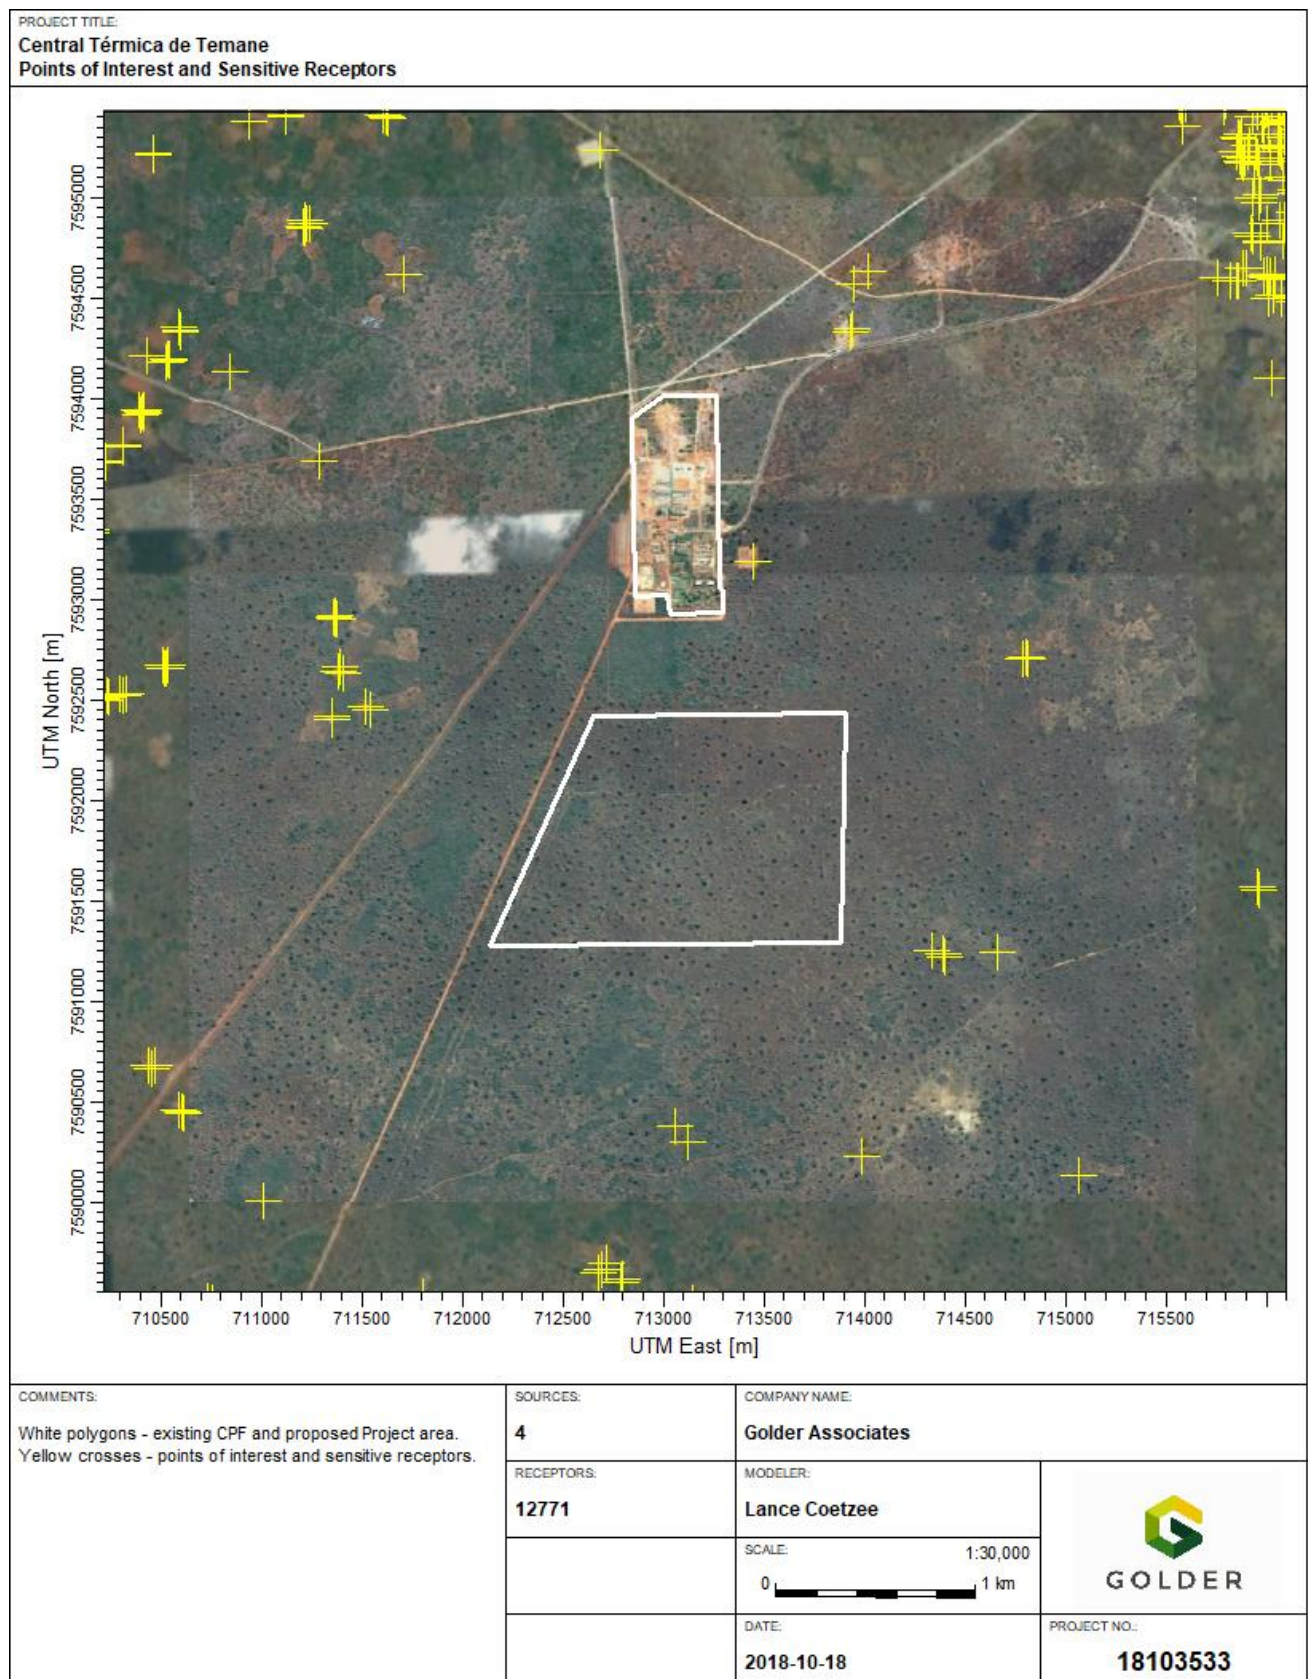 PROJECT TITLE:
Central Térmica de Temane
Points of Interest and Sensitive Receptors
UTM North [m]
7595000
7594500
7594000
7593500
7593000
7592500
7592000
7591500
7591000
7590500
7590000
710500 711000 711500 712000 712500 713000 713500 714000 714500 715000 715500
UTM East [m]
COMMENTS:
White polygons - existing CPF and proposed Project area.
Yellow crosses - points of interest and sensitive receptors.
SOURCES:
4
COMPANY NAME:
Golder Associates
RECEPTORS:
12771
MODELER:
Lance Coetzee
SCALE: 1:30,000
0 1 km
DATE:
2018-10-18
GOLDER
PROJECT NO.:
18103533